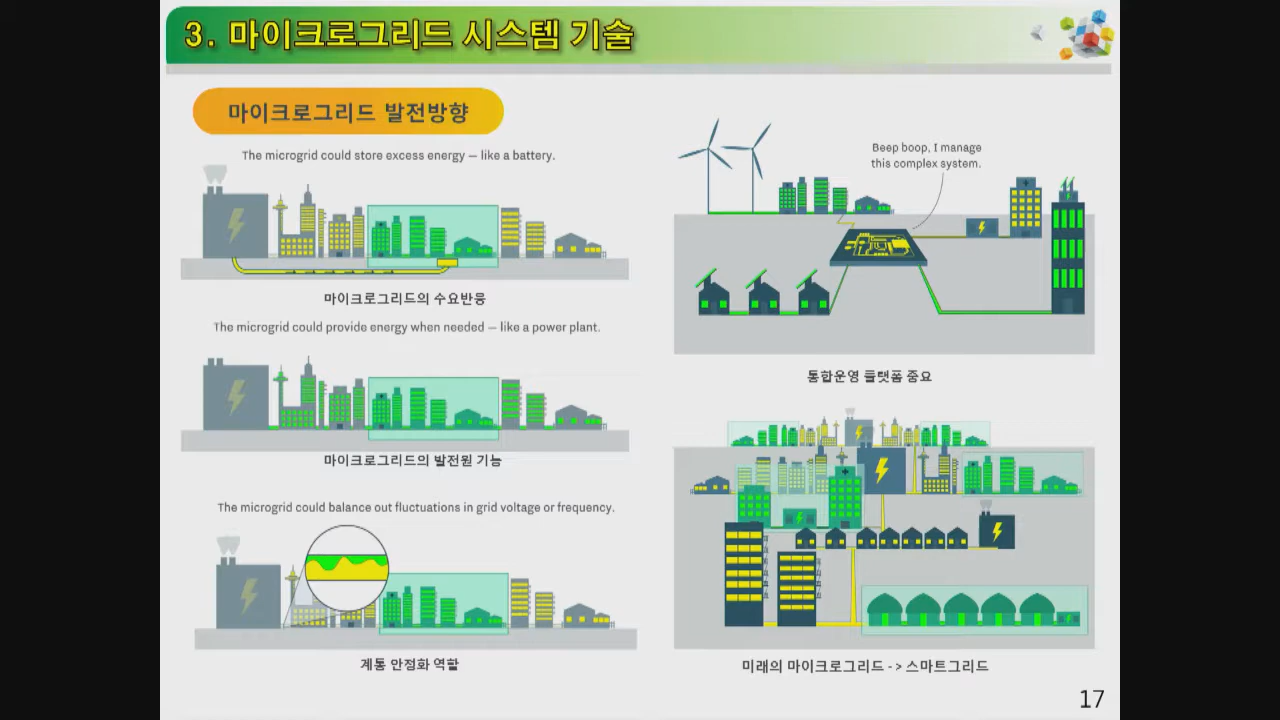 3. 마이크로그리드 시스템 기술
마이크로그리드 발전방향
The microgrid could store excess energy — like a battery.
마이크로그리드의 수요반응
The microgrid could provide energy when needed — like a power plant.
마이크로그리드의 발전원 기능
The microgrid could balance out fluctuations in grid voltage or frequency.
계통 안정화 역할
Beep boop, I manage
this complex system.
통합운영 플랫폼 중요
미래의 마이크로그리드 - > 스마트그리드
17